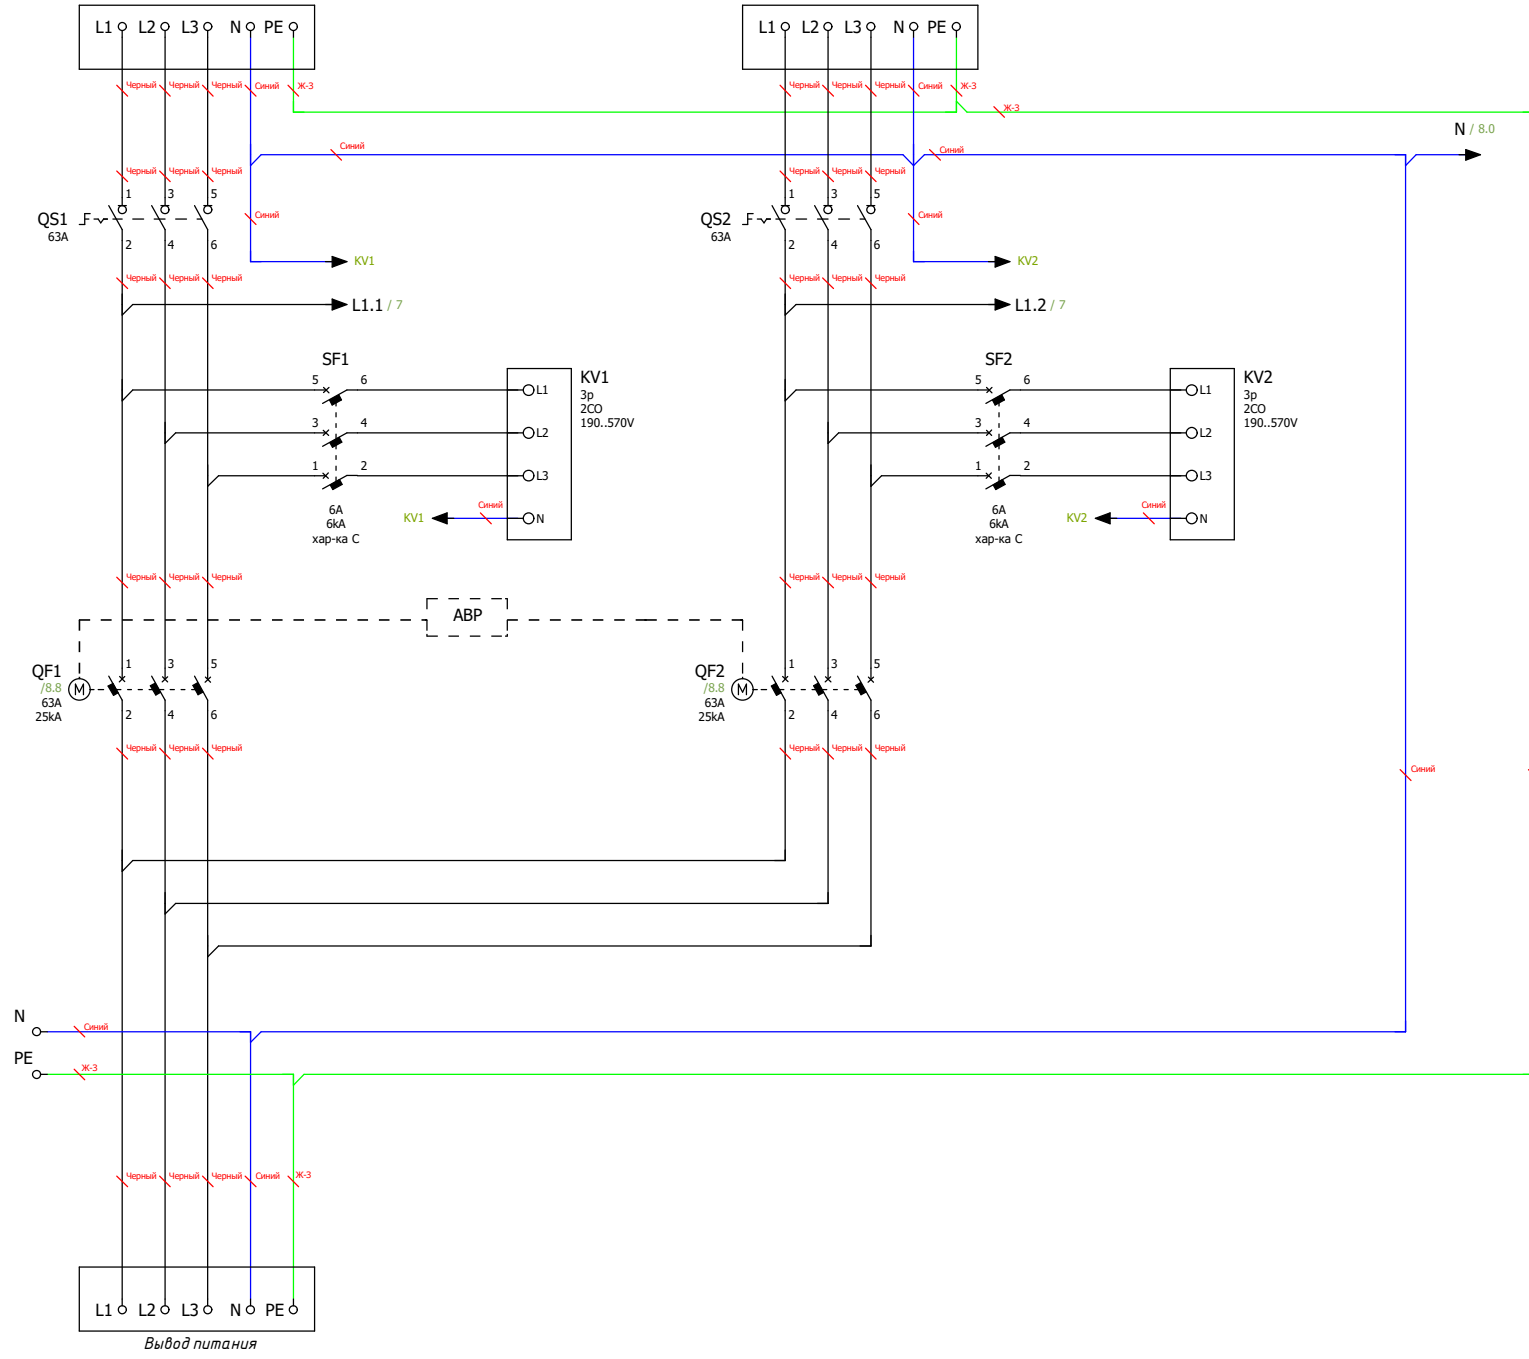 L1 L2 L3 N PE L1 L2 L3 N PE
Черный Черный Черный Синий Ж-З Черный Черный Черный Синий Ж-З
Ж-З
N / 8.0
Синий Синий
Черный Черный Черный Черный Черный Черный
1 3 5 1 3 5
QS1 Синий QS2 Синий
63A 63A
2 4 6 2 4 6
KV1 KV2
Черный Черный Черный Черный Черный Черный
L1.1 / 7 L1.2 / 7
SF1 SF2
5 6 L1 KV1 5 6 L1 KV2
3p 3p
2CO 2CO
190..570V 190..570V
3 4 L2 3 4 L2
1 2 L3 1 2 L3
Синий Синий
6A KV1 N 6A KV2 N
6kA 6kA
хар-ка C хар-ка C
Черный Черный Черный Черный Черный Черный
АВР
1 3 5 1 3 5
QF1 QF2
/8.8 M /8.8 M
63A 63A
25kA 2 4 6 25kA 2 4 6
Черный Черный Черный Черный Черный Черный
Синий
N
Синий
PE
Ж-З
Черный Черный Черный Синий Ж-З
L1 L2 L3 N PE
Вывод питания